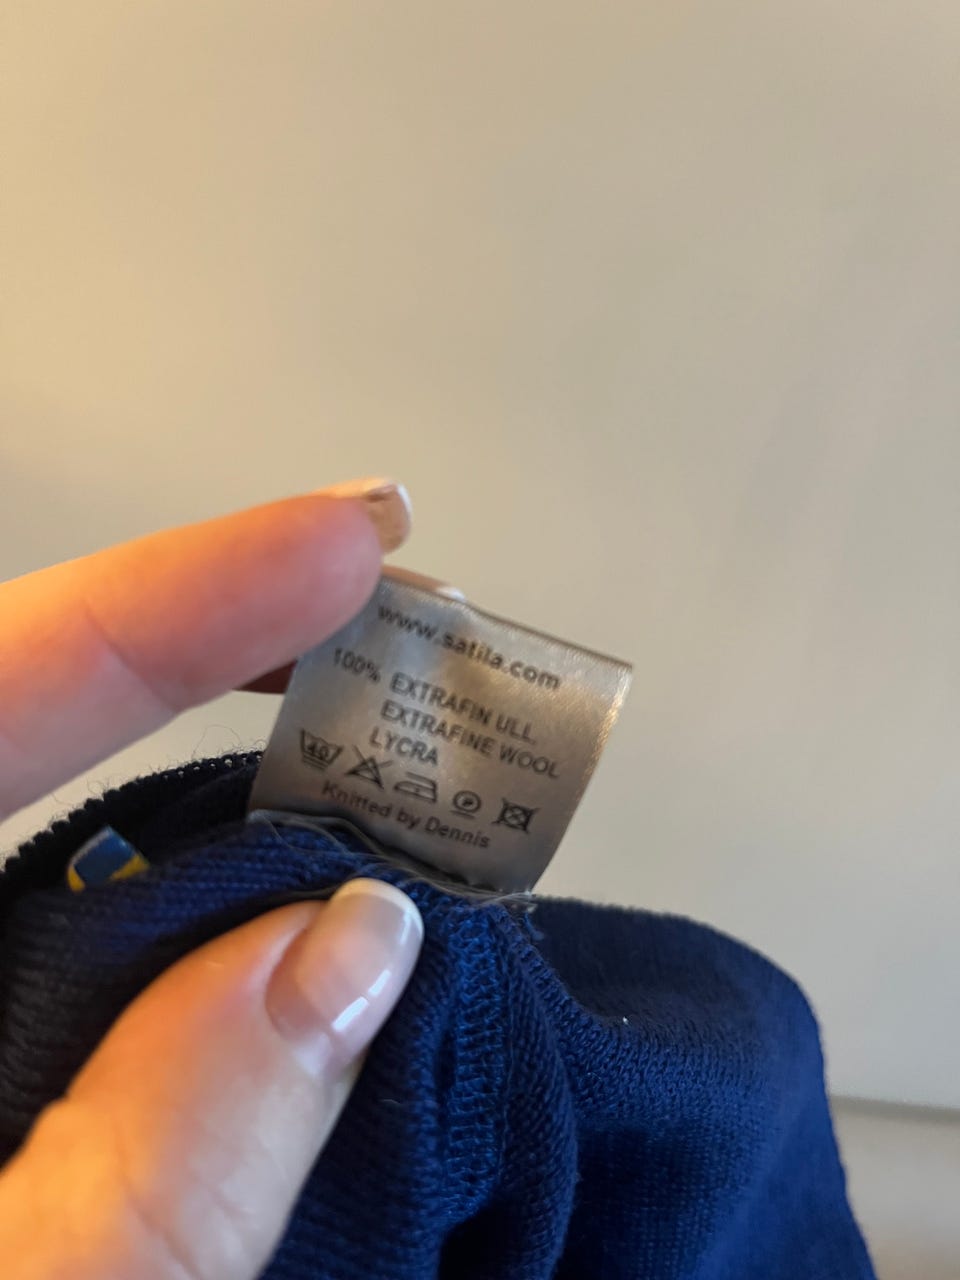 www.satila.com
100% EXTRAFIN ULL,
EXTRAFINE WOOL
LYCRA
40 P
Knitted by Dennis